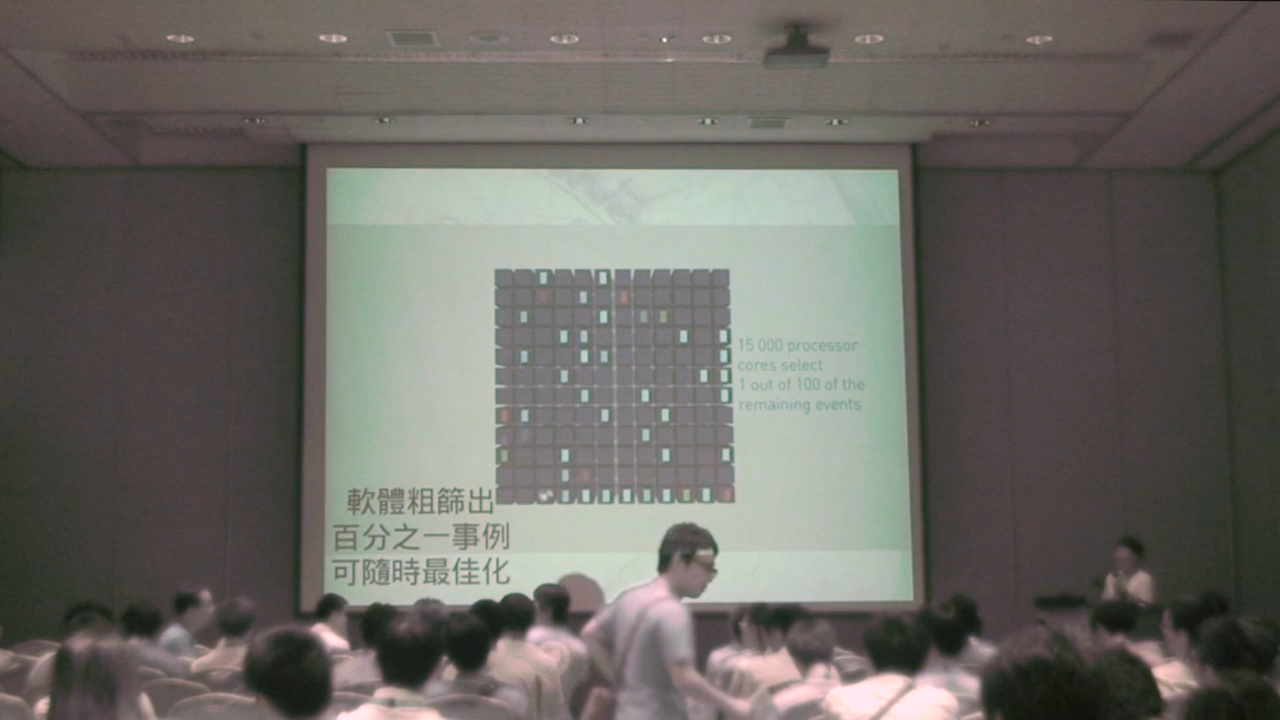 15 000 processor
cores select
1 out of 100 of the
remaining events
軟體粗篩出
百分之一事例
可隨時最佳化